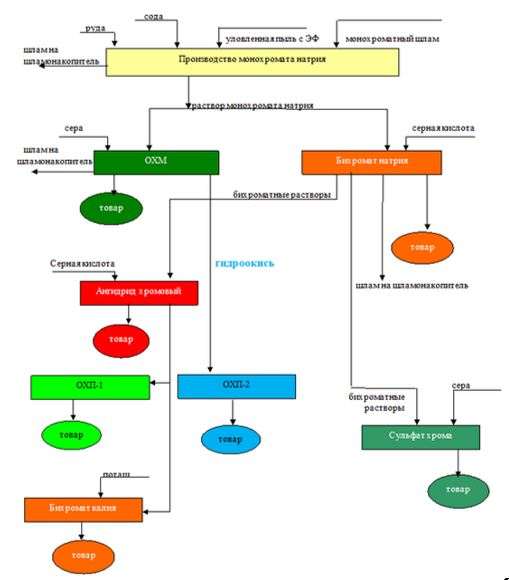 сода
руда
уловленная пыль с ЭФ
монохроматный шлам
шлам на
шламонакопитель
Производство монохромата натрия
раствор монохромата натрия
сера
серная кислота
шлам на
шламонакопитель
ОХМ
Бихромат натрия
товар
бихроматные растворы
товар
Серная кислота
гидроокись
шлам на шламонакопитель
Ангидрид хромовый
товар
ОХП-1
ОХП-2
сера
бихроматные
растворы
товар
товар
Сульфат хрома
поташ
товар
Бихромат калия
товар